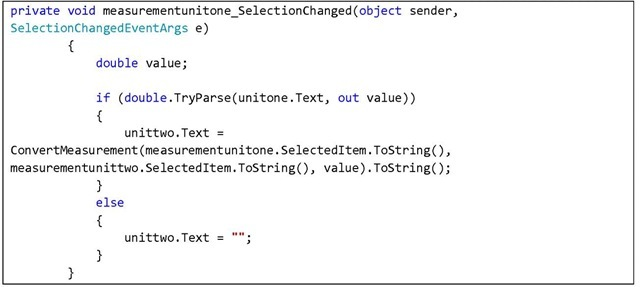 private void measurementunitone_SelectionChanged(object sender,
SelectionChangedEventArgs e)
{
double value;
if (double.TryParse(unitone.Text, out value))
{
unittwo.Text =
ConvertMeasurement(measurementunitone.SelectedItem.ToString(),
measurementunittwo.SelectedItem.ToString(), value).ToString();
}
else
{
unittwo.Text = "";
}
}